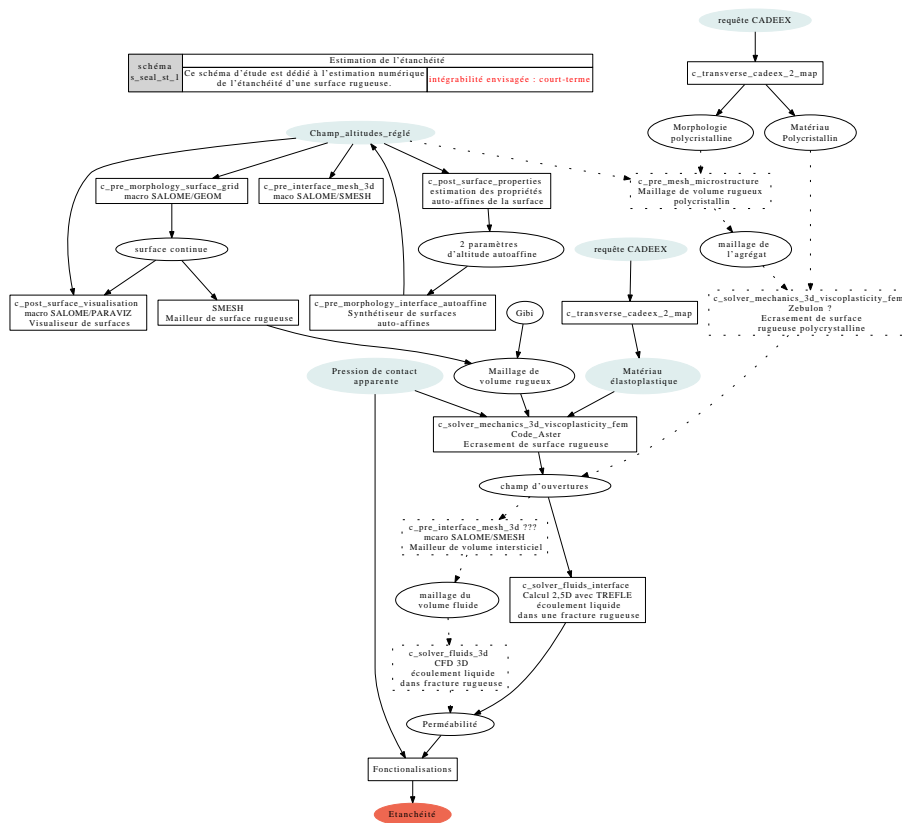 requête CADEEX
schéma
s_seal_st_1
Estimation de l'étanchéité
Ce schéma d'étude est dédié à l'estimation numérique
de l'étanchéité d'une surface rugueuse.
intégrabilité envisagée : court-terme
c_transverse_cadeex_2_map
Champ_altitudes_réglé
Morphologie
polycristalline
Matériau
Polycristallin
c_pre_morphology_surface_grid
macro SALOME/GEOM
c_pre_interface_mesh_3d
macro SALOME/SMESH
c_post_surface_properties
estimation des propriétés
auto-affines de la surface
c_pre_mesh_microstructure
Maillage de volume rugueux
polycristallin
surface continue
2 paramètres
d'altitude autoaffine
requête CADEEX
maillage de
l'agrégat
c_post_surface_visualisation
macro SALOME/PARAVIZ
Visualiseur de surfaces
SMESH
Mailleur de surface rugueuse
c_pre_morphology_interface_autoaffine
Synthétiseur de surfaces
auto-affines
Gibi
c_transverse_cadeex_2_map
c_solver_mechanics_3d_viscoplasticity_fem
Zebulon ?
Ecrasement de surface
rugueuse polycrystalline
Pression de contact
apparente
Maillage de
volume rugueux
Matériau
élastoplastique
c_solver_mechanics_3d_viscoplasticity_fem
Code_Aster
Ecrasement de surface rugueuse
champ d'ouvertures
c_pre_interface_mesh_3d ???
mcaro SALOME/SMESH
Mailleur de volume intersticiel
maillage du
volume fluide
c_solver_fluids_interface
Calcul 2,5D avec TREFLE
écoulement liquide
dans une fracture rugueuse
c_solver_fluids_3d
CFD 3D
écoulement liquide
dans fracture rugueuse
Perméabilité
Fonctionalisations
Etanchéité